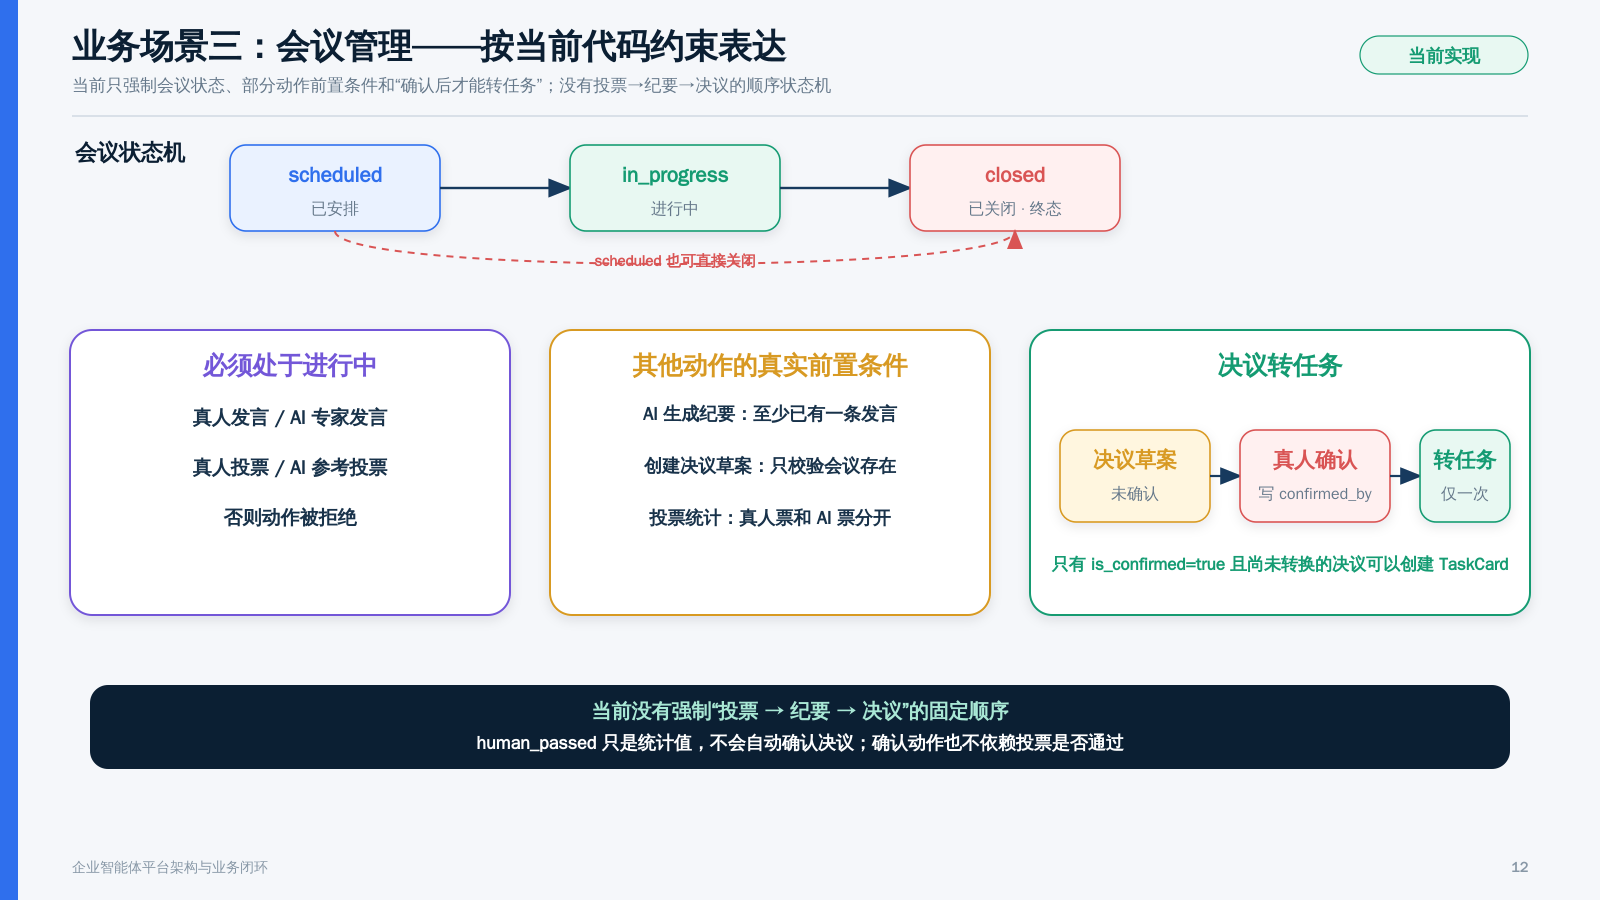 业务场景三：会议管理——按当前代码约束表达
当前实现
当前只强制会议状态、部分动作前置条件和“确认后才能转任务”；没有投票→纪要→决议的顺序状态机
会议状态机
scheduled
已安排
in_progress
进行中
closed
已关闭 · 终态
scheduled 也可直接关闭
必须处于进行中
真人发言 / AI 专家发言
真人投票 / AI 参考投票
否则动作被拒绝
其他动作的真实前置条件
AI 生成纪要：至少已有一条发言
创建决议草案：只校验会议存在
投票统计：真人票和 AI 票分开
决议转任务
决议草案
未确认
真人确认
写 confirmed_by
转任务
仅一次
只有 is_confirmed=true 且尚未转换的决议可以创建 TaskCard
当前没有强制“投票 → 纪要 → 决议”的固定顺序
human_passed 只是统计值，不会自动确认决议；确认动作也不依赖投票是否通过
企业智能体平台架构与业务闭环
12